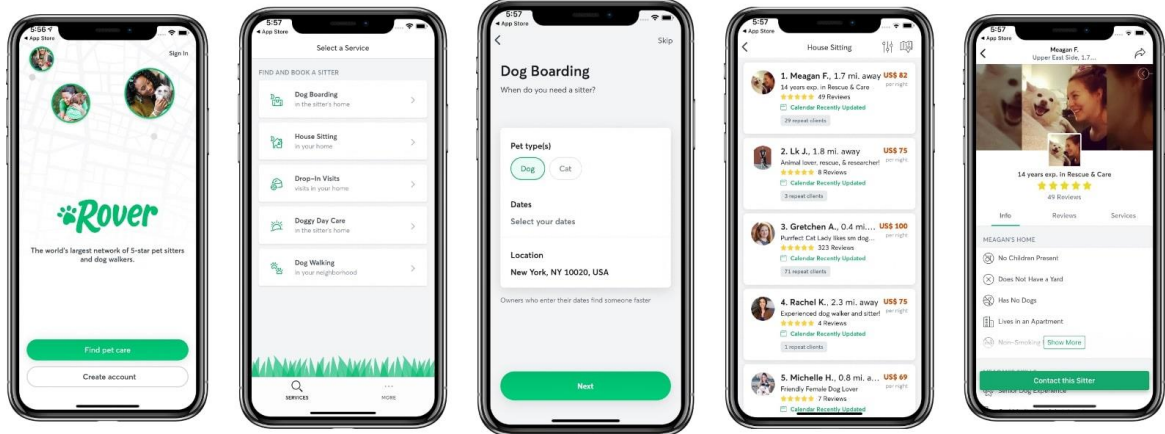 5:56
App Store
Sign In
Rover
The world's largest network of 5-star pet sitters
and dog walkers.
Find pet care
Create account
5:57
App Store
Select a Service
FIND AND BOOK A SITTER
Dog Boarding
in the sitter's home
House Sitting
in your home
Drop-In Visits
visits in your home
Doggy Day Care
in the sitter's home
Dog Walking
in your neighborhood
SERVICES
MORE
5:57
App Store
Skip
Dog Boarding
When do you need a sitter?
Pet type(s)
Dog
Cat
Dates
Select your dates
Location
New York, NY 10020, USA
Owners who enter their dates find someone faster
Next
5:57
App Store
House Sitting
1. Meagan F., 1.7 mi. away US$ 82
14 years exp. in Rescue & Care per night
49 Reviews
Calendar Recently Updated
29 repeat clients
2. Lk J., 1.8 mi. away US$ 75
Animal lover, rescue, & researcher! per night
8 Reviews
Calendar Recently Updated
3 repeat clients
3. Gretchen A., 0.4 mi.... US$ 100
Purrfect Cat Lady likes sm dog... per night
323 Reviews
Calendar Recently Updated
71 repeat clients
4. Rachel K., 2.3 mi. away US$ 75
Experienced dog walker and sitter! per night
4 Reviews
Calendar Recently Updated
1 repeat clients
5. Michelle H., 0.8 mi. a... US$ 69
Friendly Female Dog Lover per night
7 Reviews
Calendar Recently Updated
5:57
App Store
Meagan F.
Upper East Side, 1.7...
14 years exp. in Rescue & Care
49 Reviews
Info
Reviews
Services
MEAGAN'S HOME
No Children Present
Does Not Have a Yard
Has No Dogs
Lives in an Apartment
Non-Smoking
Show More
Contact this Sitter
Senior Dog Experience